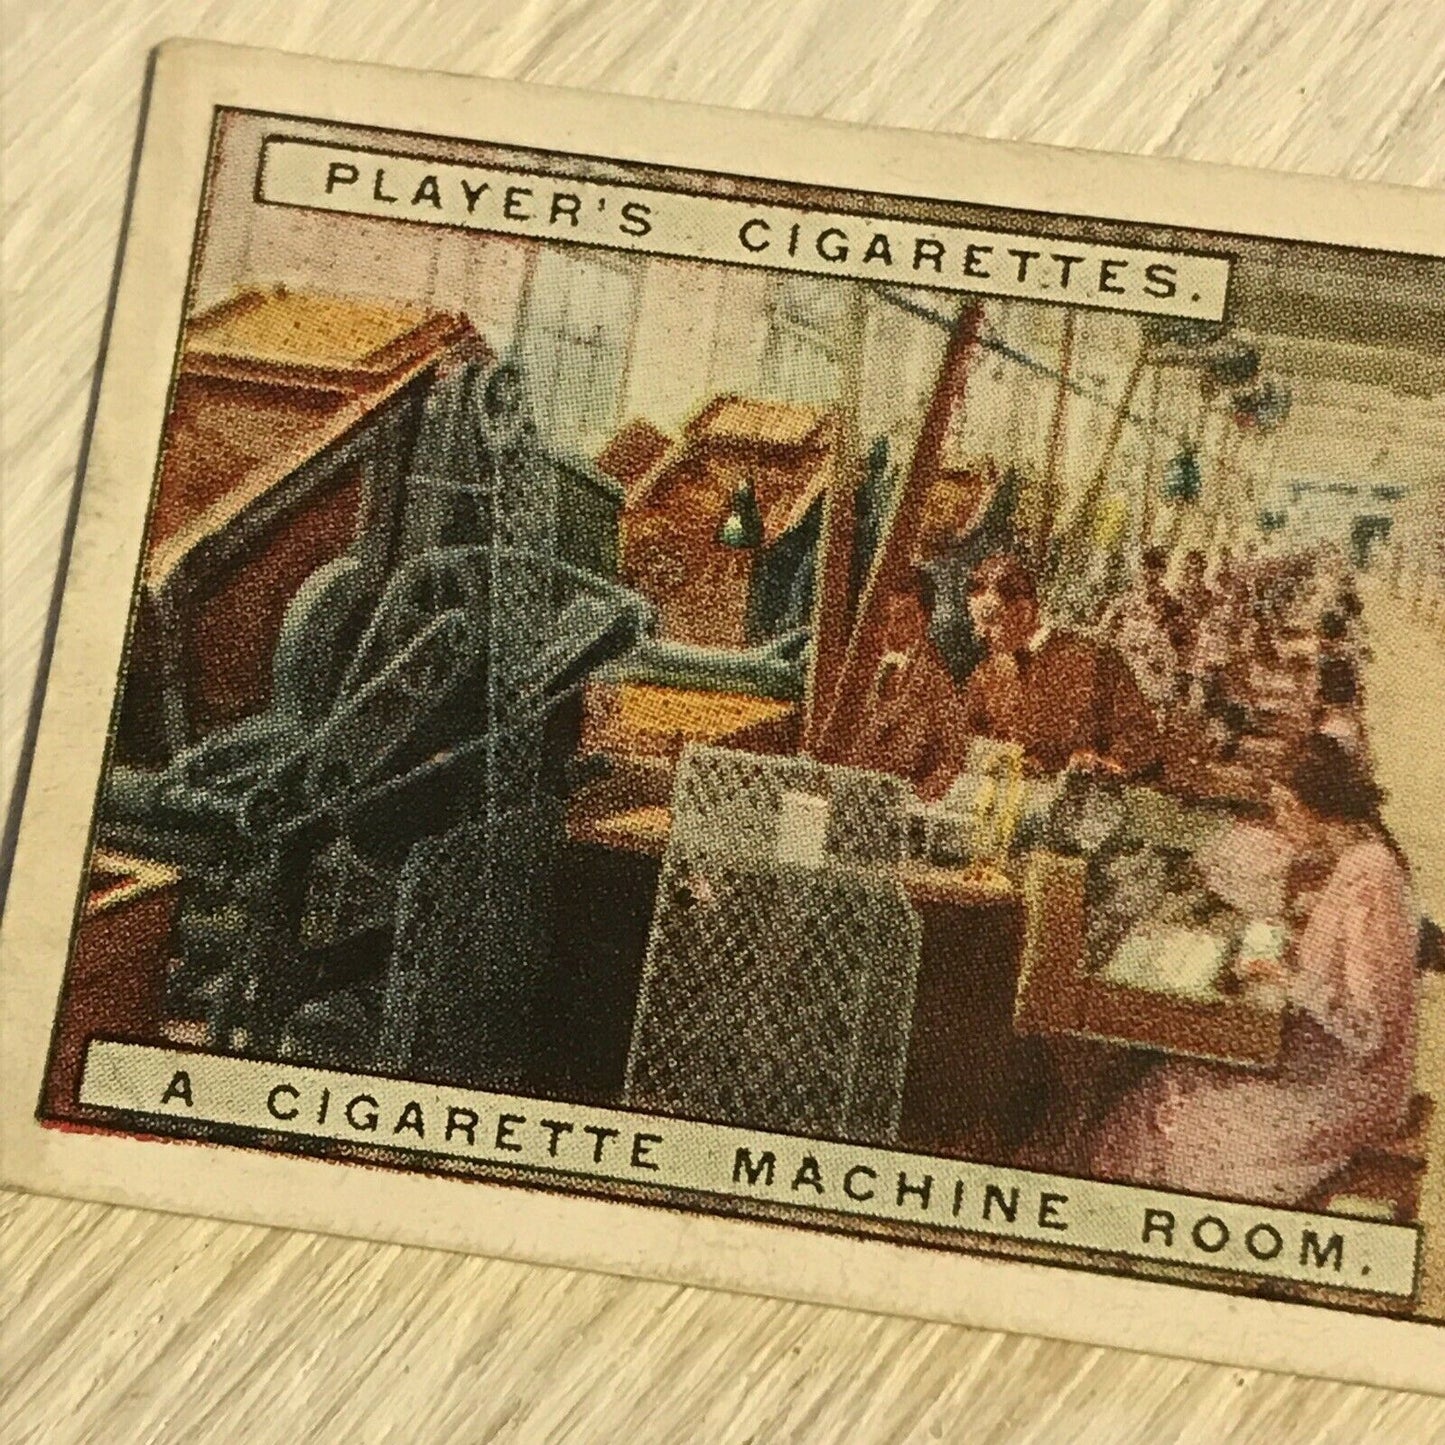 PLAYER'S CIGARETTES.
A CIGARETTE MACHINE ROOM.